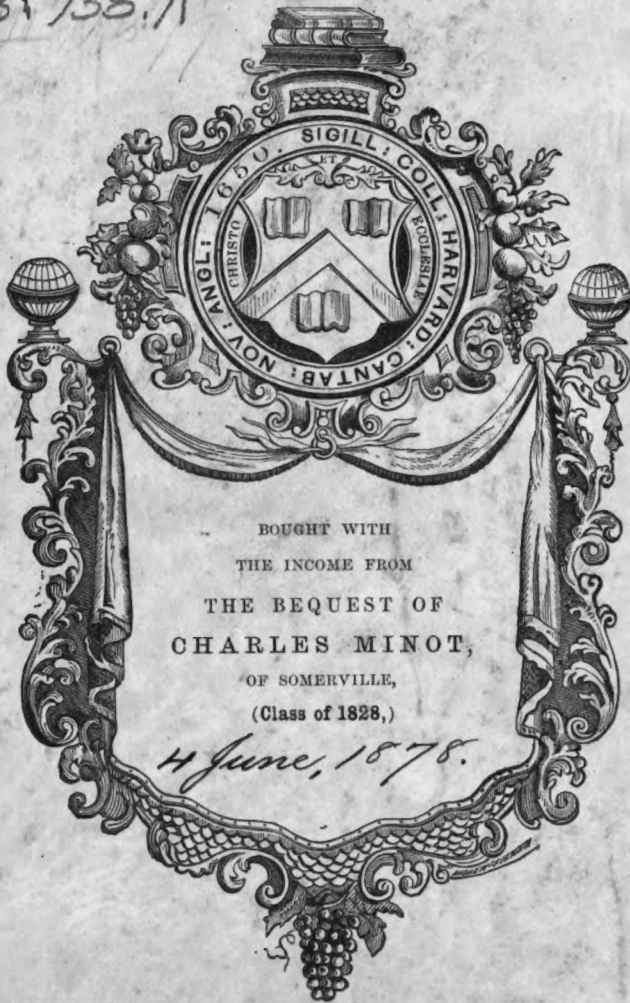 SIGILL: COLL: HARVARD: CANTAB: NOV: ANGL: 1650.
ET
CHRISTO
ECCLESIAE
BOUGHT WITH
THE INCOME FROM
THE BEQUEST OF
CHARLES MINOT,
OF SOMERVILLE,
(Class of 1828,)
4 June, 1878.